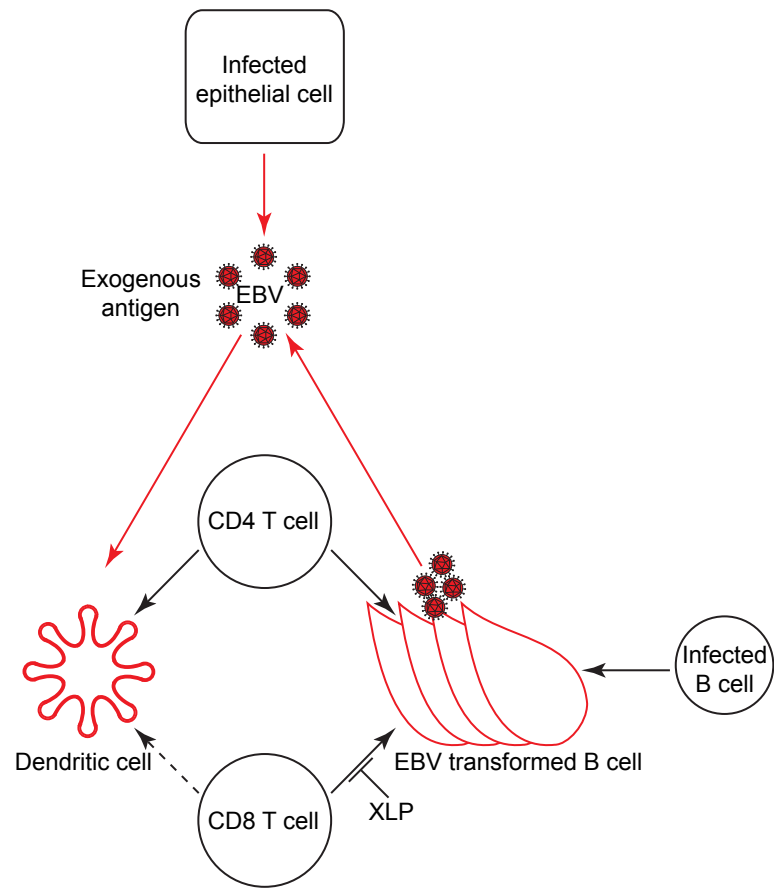 Infected
epithelial cell
Exogenous
antigen
EBV
CD4 T cell
Infected
B cell
Dendritic cell
EBV transformed B cell
CD8 T cell
XLP